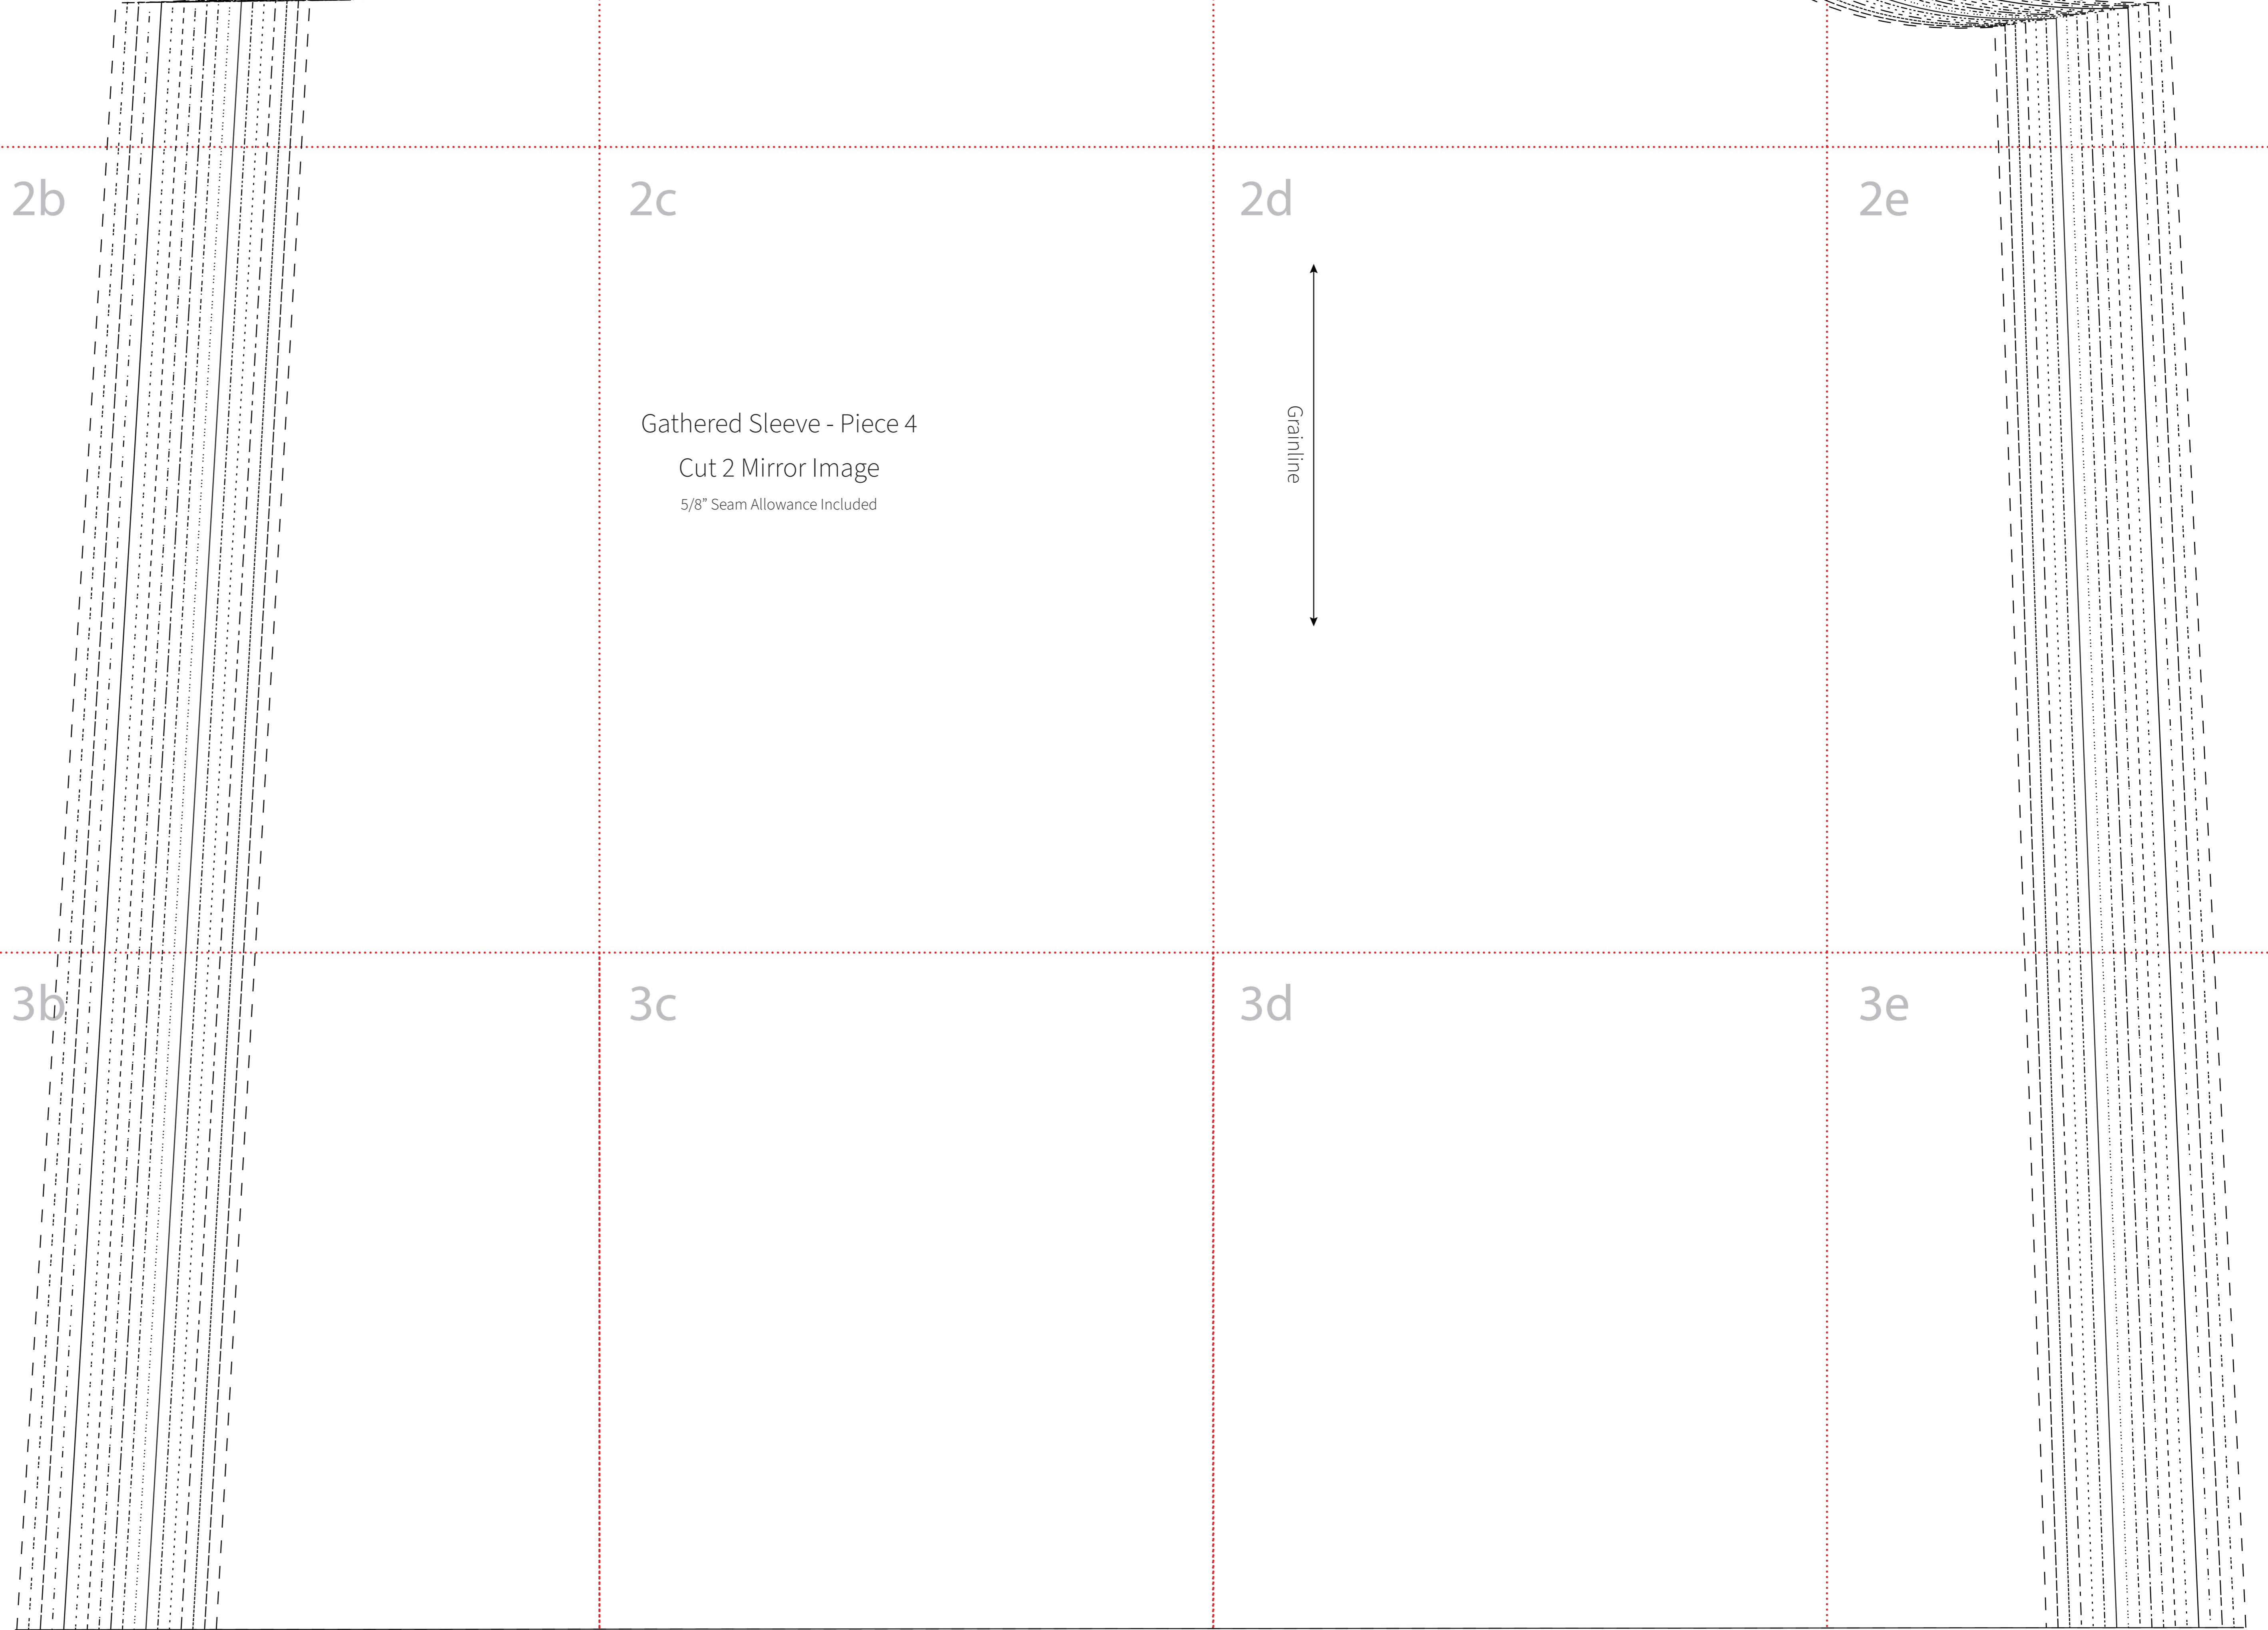 2b
2c
2d
2e
Gathered Sleeve - Piece 4
Cut 2 Mirror Image
5/8” Seam Allowance Included
Grainline
3b
3c
3d
3e